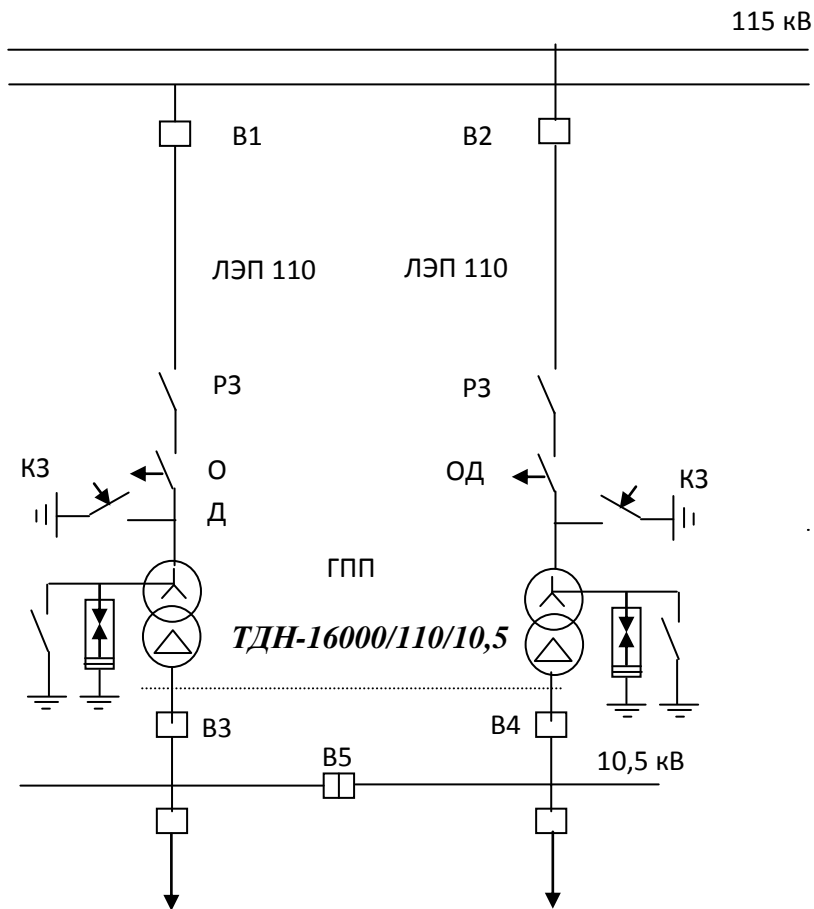 115 кВ
В1
В2
ЛЭП 110
ЛЭП 110
РЗ
РЗ
КЗ
О
Д
ОД
КЗ
ГПП
ТДН-16000/110/10,5
В3
В4
В5
10,5 кВ